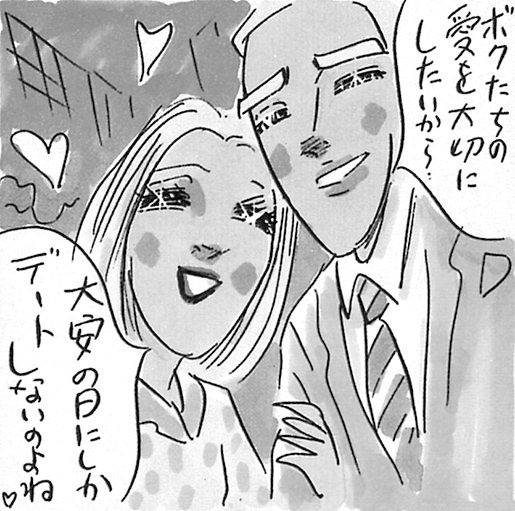 ボクたちの
愛を大切に
したいから…
大安の日にしか
デート
しないのよね♡